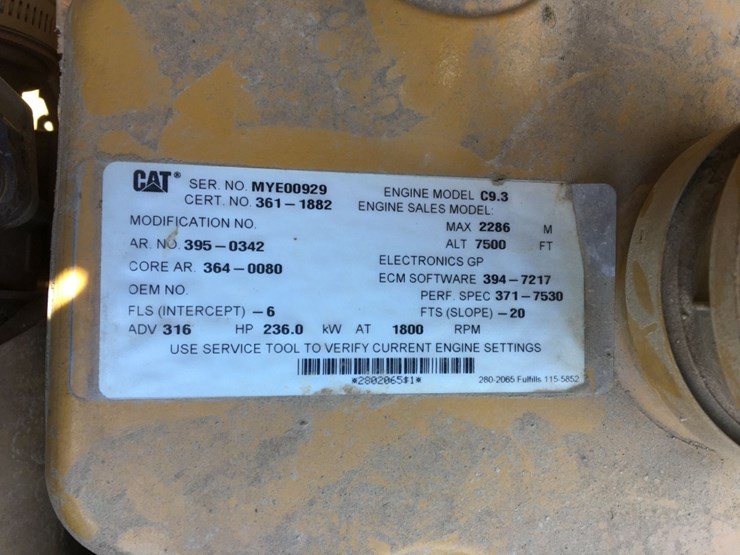 CAT® SER. NO. MYE00929 ENGINE MODEL C9.3
CERT. NO. 361-1882 ENGINE SALES MODEL:
MODIFICATION NO. MAX 2286 M
AR. NO. 395-0342 ALT 7500 FT
CORE AR. 364-0080 ELECTRONICS GP
ECM SOFTWARE 394-7217
OEM NO. PERF. SPEC 371-7530
FLS (INTERCEPT) -6 FTS (SLOPE) -20
ADV 316 HP 236.0 kW AT 1800 RPM
USE SERVICE TOOL TO VERIFY CURRENT ENGINE SETTINGS
*2802065$1* 280-2065 Fulfills 115-5852